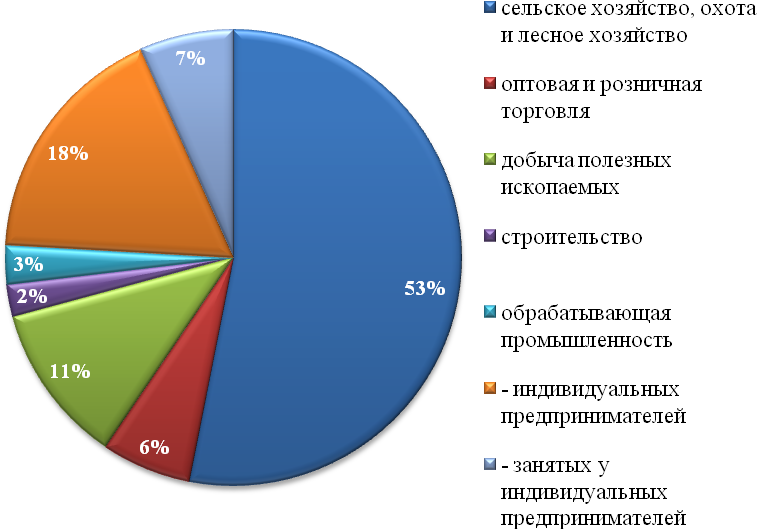 7%
18%
3%
2%
11%
6%
53%
сельское хозяйство, охота
и лесное хозяйство
оптовая и розничная
торговля
добыча полезных
ископаемых
строительство
обрабатывающая
промышленность
- индивидуальных
предпринимателей
- занятых у
индивидуальных
предпринимателей